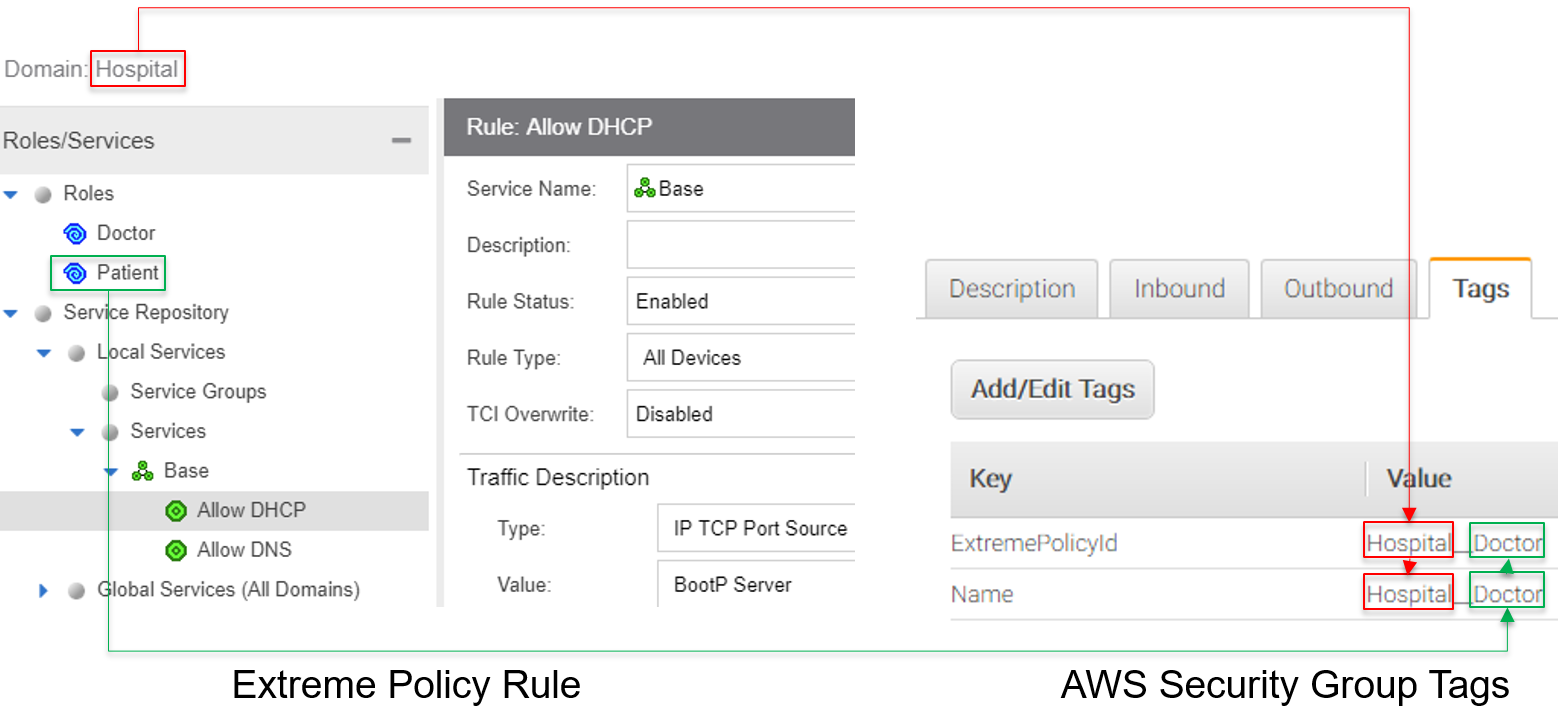 Domain: Hospital
Roles/Services
Roles
Doctor
Patient
Service Repository
Local Services
Service Groups
Services
Base
Allow DHCP
Allow DNS
Global Services (All Domains)
Rule: Allow DHCP
Service Name: Base
Description:
Rule Status: Enabled
Rule Type: All Devices
TCI Overwrite: Disabled
Traffic Description
Type: IP TCP Port Source
Value: BootP Server
Description Inbound Outbound Tags
Add/Edit Tags
Key Value
ExtremePolicyId Hospital__Doctor
Name Hospital__Doctor
Extreme Policy Rule
AWS Security Group Tags